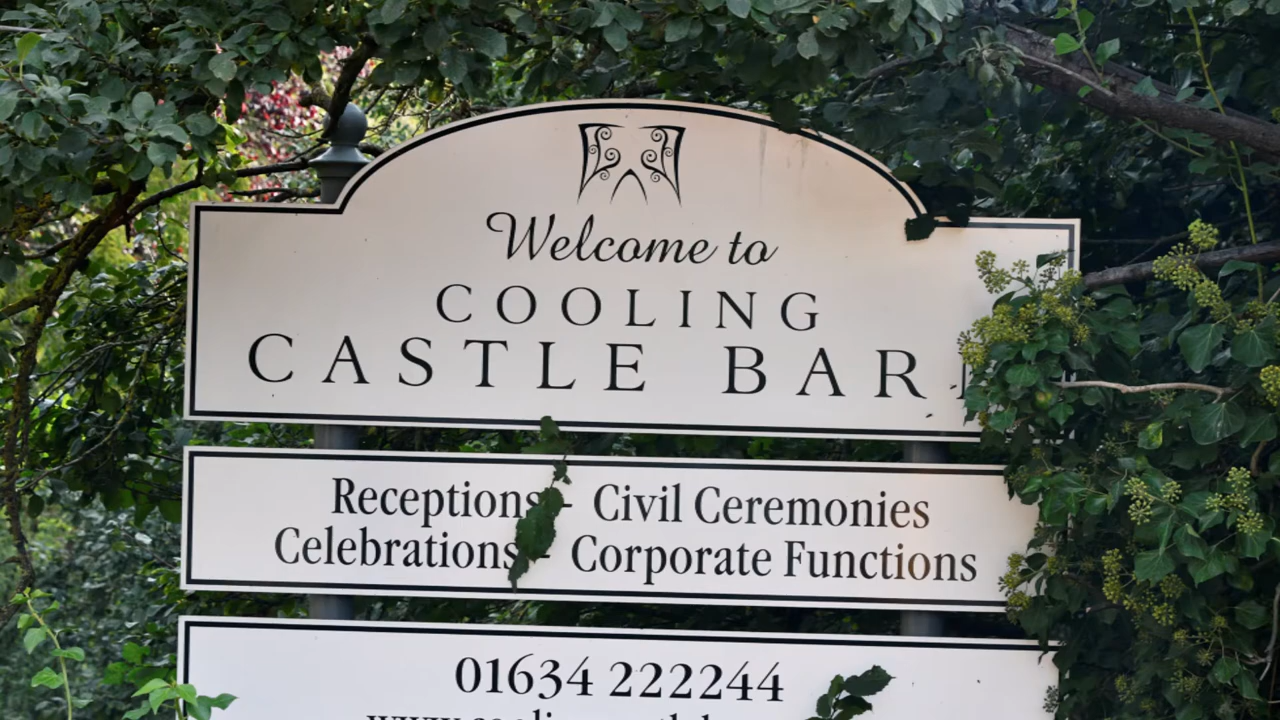 Welcome to
COOLING
CASTLE BAR
Receptions - Civil Ceremonies
Celebrations - Corporate Functions
01634 222244